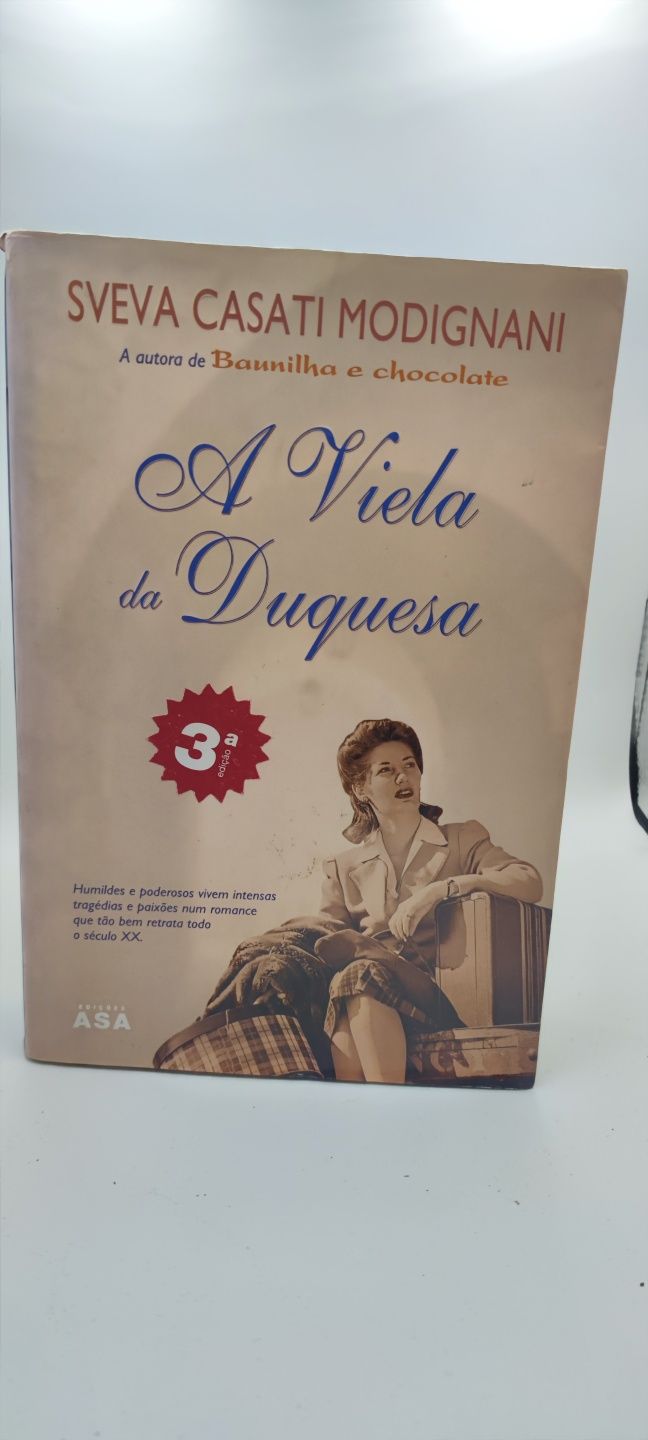 SVEVA CASATI MODIGNANI
A autora de Baunilha e chocolate
A Viela
da Duquesa
3ª
edição
Humildes e poderosos vivem intensas
tragédias e paixões num romance
que tão bem retrata todo
o século XX.
EDIÇÕES
ASA